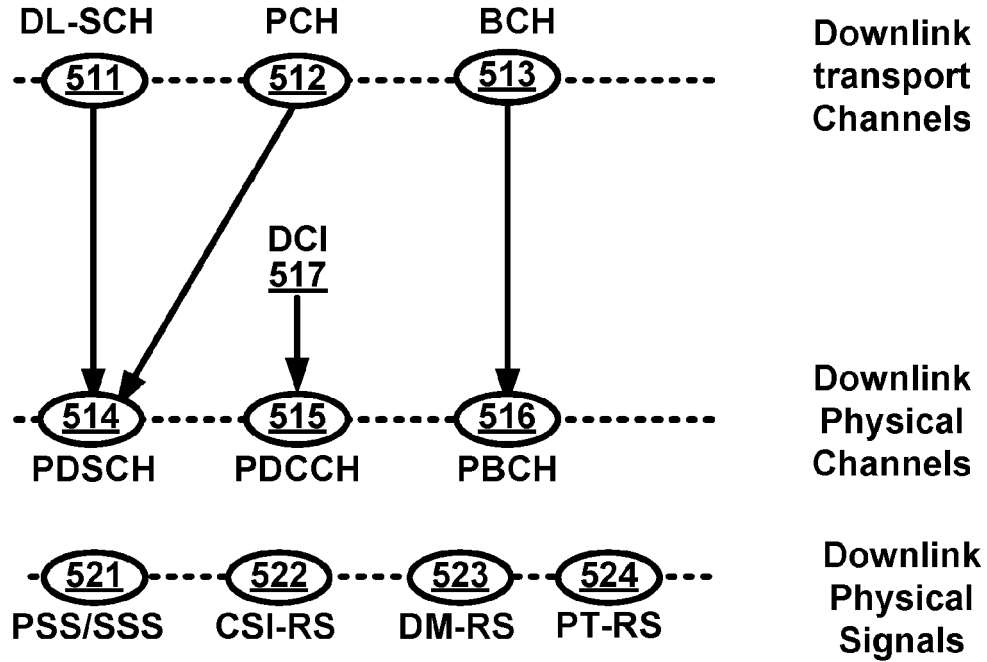 DL-SCH PCH BCH
511 512 513
Downlink
transport
Channels
DCI
517
514 515 516
PDSCH PDCCH PBCH
Downlink
Physical
Channels
521 522 523 524
PSS/SSS CSI-RS DM-RS PT-RS
Downlink
Physical
Signals